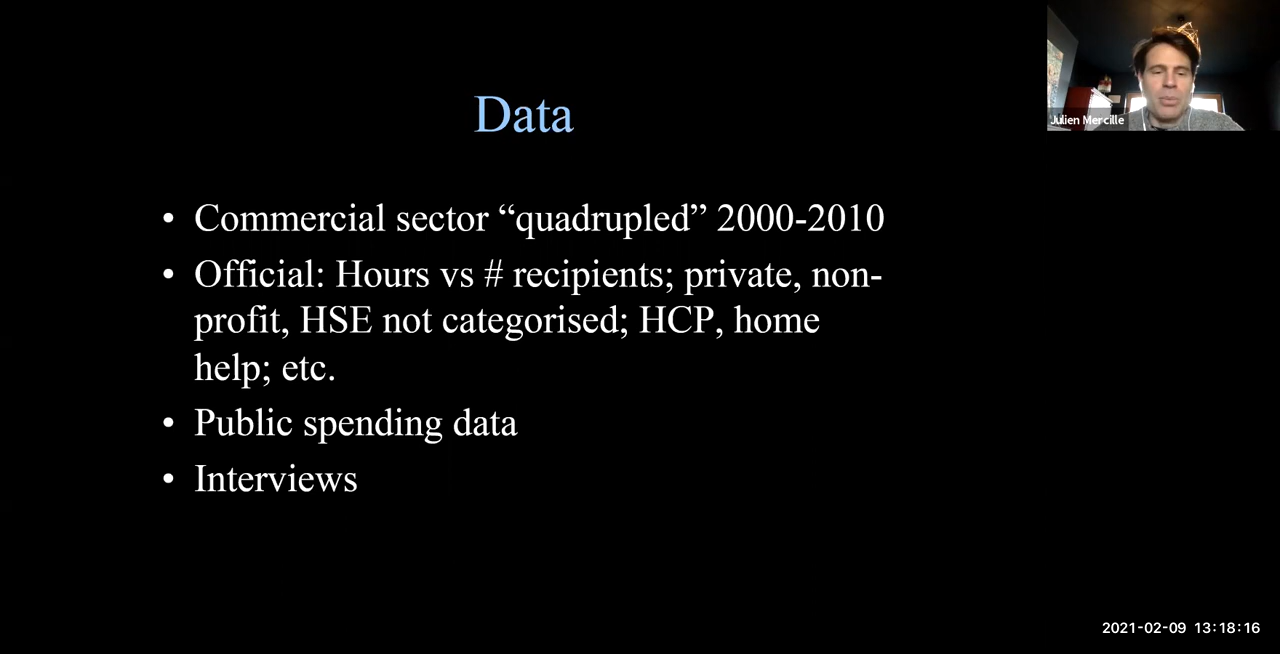 Data
• Commercial sector “quadrupled” 2000-2010
• Official: Hours vs # recipients; private, non-
profit, HSE not categorised; HCP, home
help; etc.
• Public spending data
• Interviews
Julien Mercille
2021-02-09 13:18:16